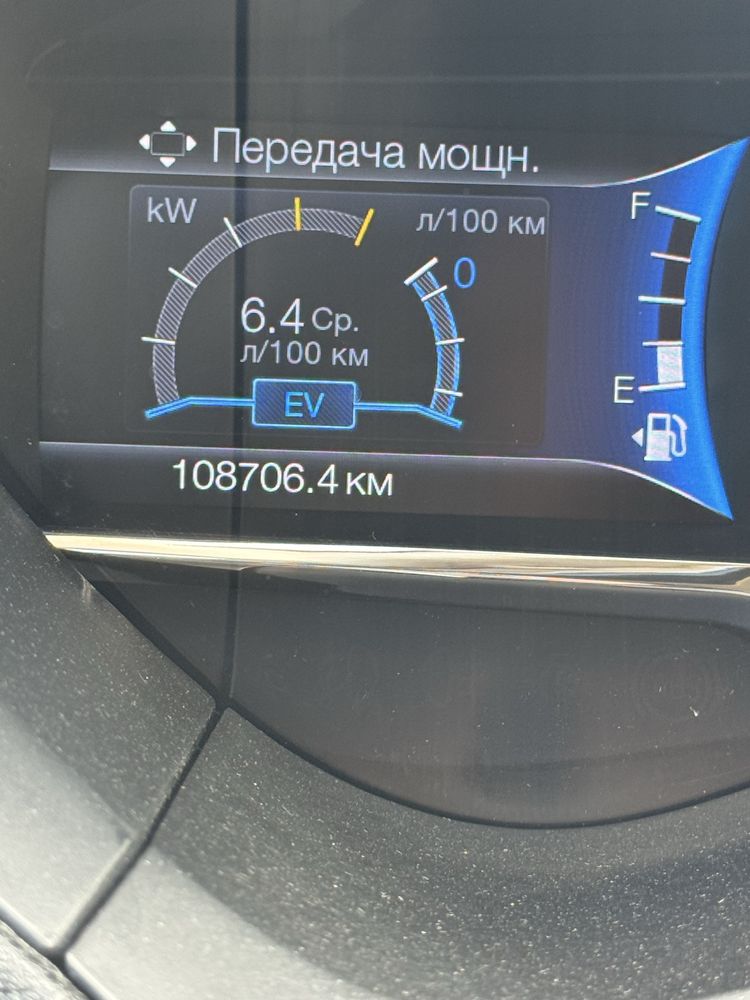 Передача мощн.
kW
л/100 км
F
0
6.4 Ср.
л/100 км
EV
E
108706.4 км